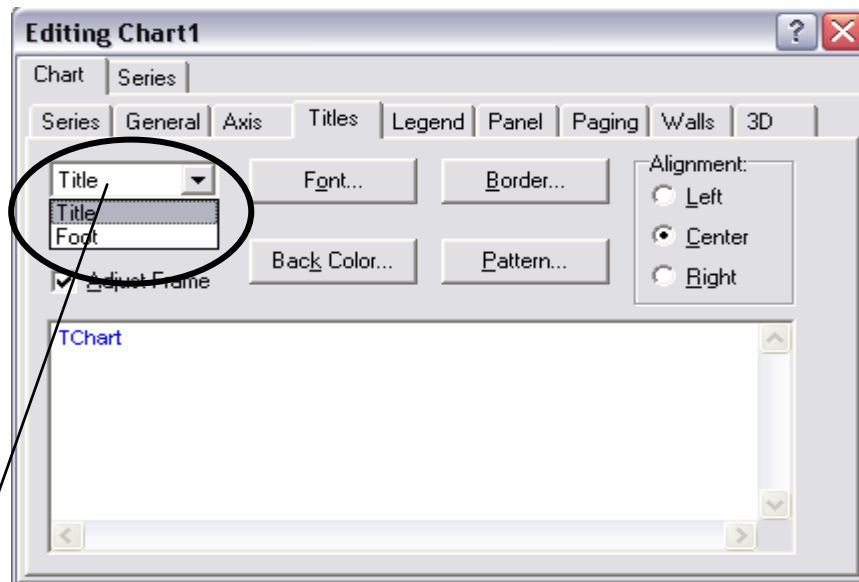 Editing Chart1
Chart Series
Series General Axis Titles Legend Panel Paging Walls 3D
Title Font... Border... Alignment:
Title Left
Foot Center
Adjust Frame Back Color... Pattern... Right
TChart